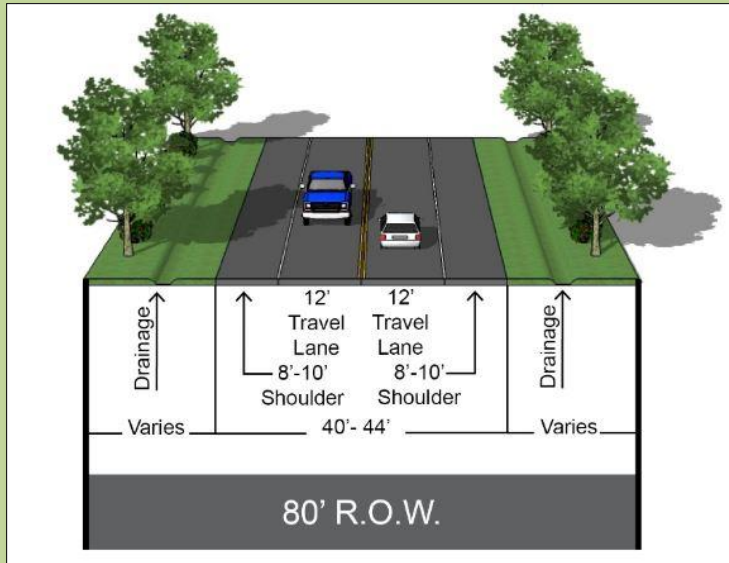 Drainage
12’ 12’
Travel Travel
Lane Lane
8’-10’ 8’-10’
Shoulder Shoulder
Drainage
Varies 40’- 44’ Varies
80’ R.O.W.